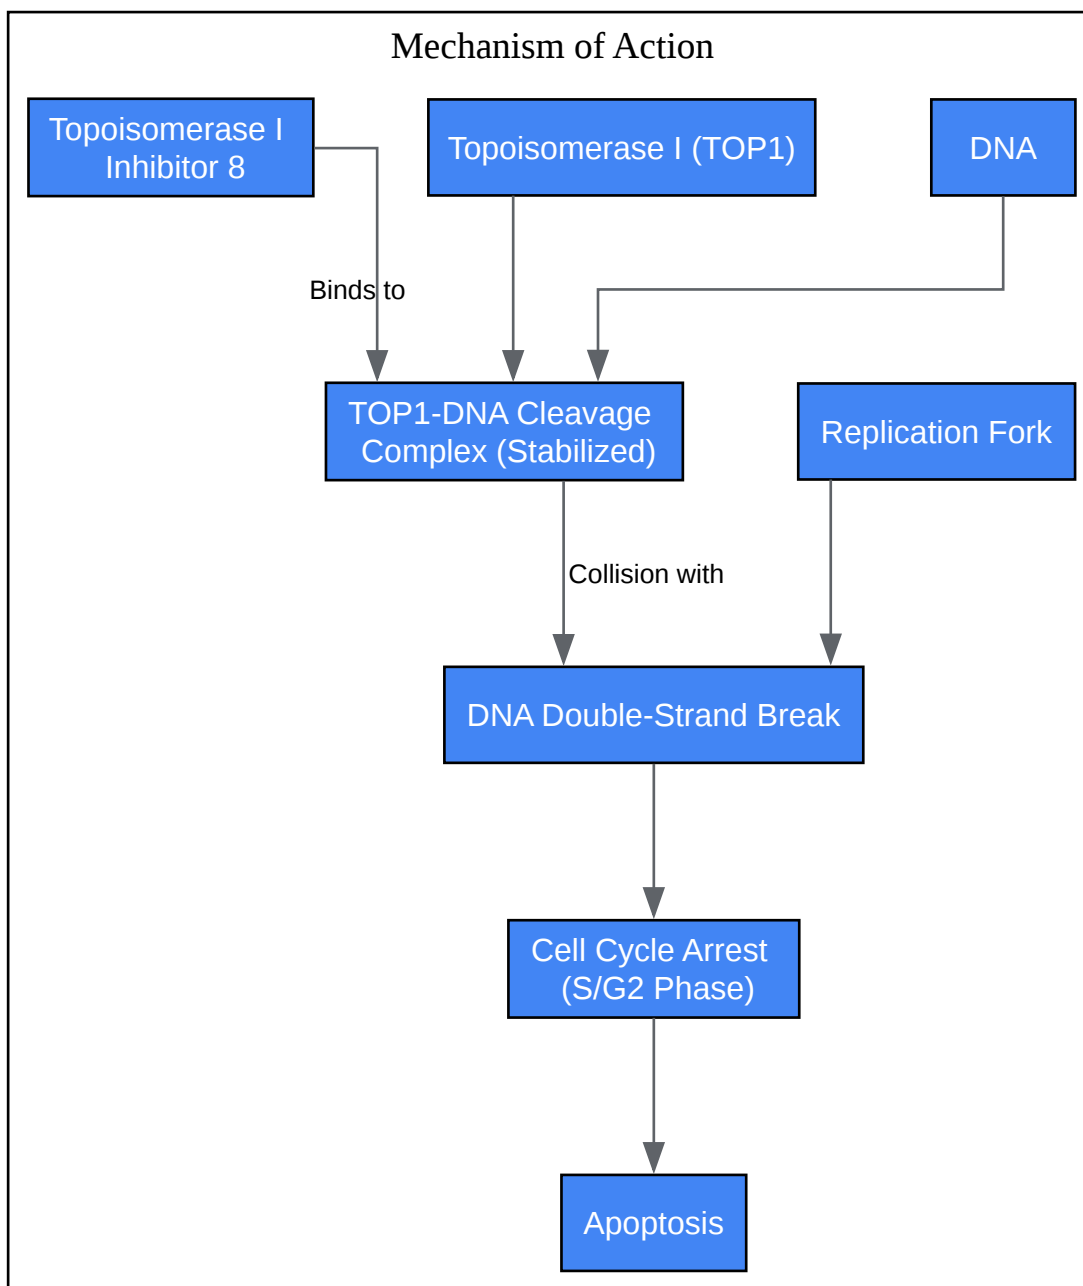 Mechanism of Action
Topoisomerase I
Inhibitor 8
Topoisomerase I (TOP1)
DNA
Binds to
TOP1-DNA Cleavage
Complex (Stabilized)
Replication Fork
Collision with
DNA Double-Strand Break
Cell Cycle Arrest
(S/G2 Phase)
Apoptosis